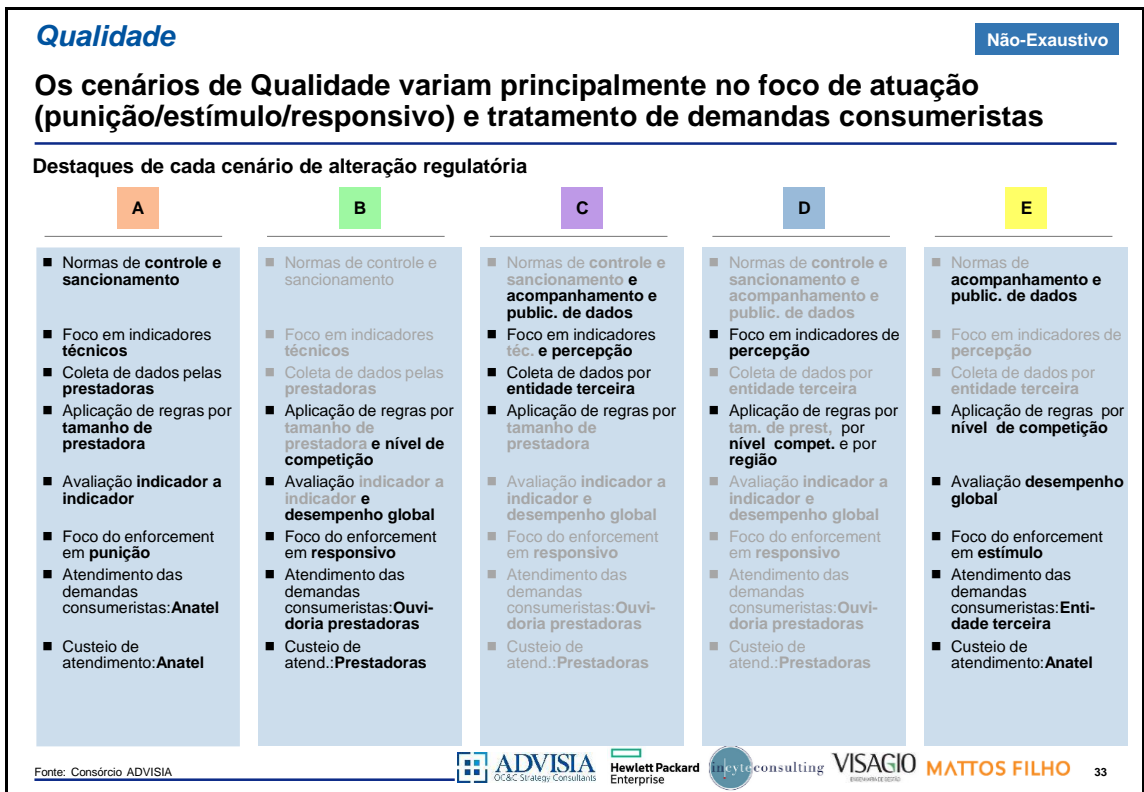 Qualidade
Não-Exaustivo
Os cenários de Qualidade variam principalmente no foco de atuação
(punição/estímulo/responsivo) e tratamento de demandas consumeristas
Destaques de cada cenário de alteração regulatória
A
■ Normas de controle e
sancionamento
■ Foco em indicadores
técnicos
■ Coleta de dados pelas
prestadoras
■ Aplicação de regras por
tamanho de
prestadora
■ Avaliação indicador a
indicador
■ Foco do enforcement
em punição
■ Atendimento das
demandas
consumeristas:Anatel
■ Custeio de
atendimento:Anatel
B
■ Normas de controle e
sancionamento
■ Foco em indicadores
técnicos
■ Coleta de dados pelas
prestadoras
■ Aplicação de regras por
tamanho de
prestadora e nível de
competição
■ Avaliação indicador a
indicador e
desempenho global
■ Foco do enforcement
em responsivo
■ Atendimento das
demandas
consumeristas:Ouvi-
doria prestadoras
■ Custeio de
atend.:Prestadoras
C
■ Normas de controle e
sancionamento e
acompanhamento e
public. de dados
■ Foco em indicadores
téc. e percepção
■ Coleta de dados por
entidade terceira
■ Aplicação de regras por
tamanho de
prestadora
■ Avaliação indicador a
indicador e
desempenho global
■ Foco do enforcement
em responsivo
■ Atendimento das
demandas
consumeristas:Ouvi-
doria prestadoras
■ Custeio de
atend.:Prestadoras
D
■ Normas de controle e
sancionamento e
acompanhamento e
public. de dados
■ Foco em indicadores de
percepção
■ Coleta de dados por
entidade terceira
■ Aplicação de regras por
tam. de prest, por
nível compet. e por
região
■ Avaliação indicador a
indicador e
desempenho global
■ Foco do enforcement
em responsivo
■ Atendimento das
demandas
consumeristas:Ouvi-
doria prestadoras
■ Custeio de
atend.:Prestadoras
E
■ Normas de
acompanhamento e
public. de dados
■ Foco em indicadores de
percepção
■ Coleta de dados por
entidade terceira
■ Aplicação de regras por
nível de competição
■ Avaliação desempenho
global
■ Foco do enforcement
em estímulo
■ Atendimento das
demandas
consumeristas:Enti-
dade terceira
■ Custeio de
atendimento:Anatel
Fonte: Consórcio ADVISIA
ADVISIA
OC&C Strategy Consultants
Hewlett Packard
Enterprise
incyteconsulting
VISAGIO
ENGENHARIA DE GESTÃO
MATTOS FILHO
33